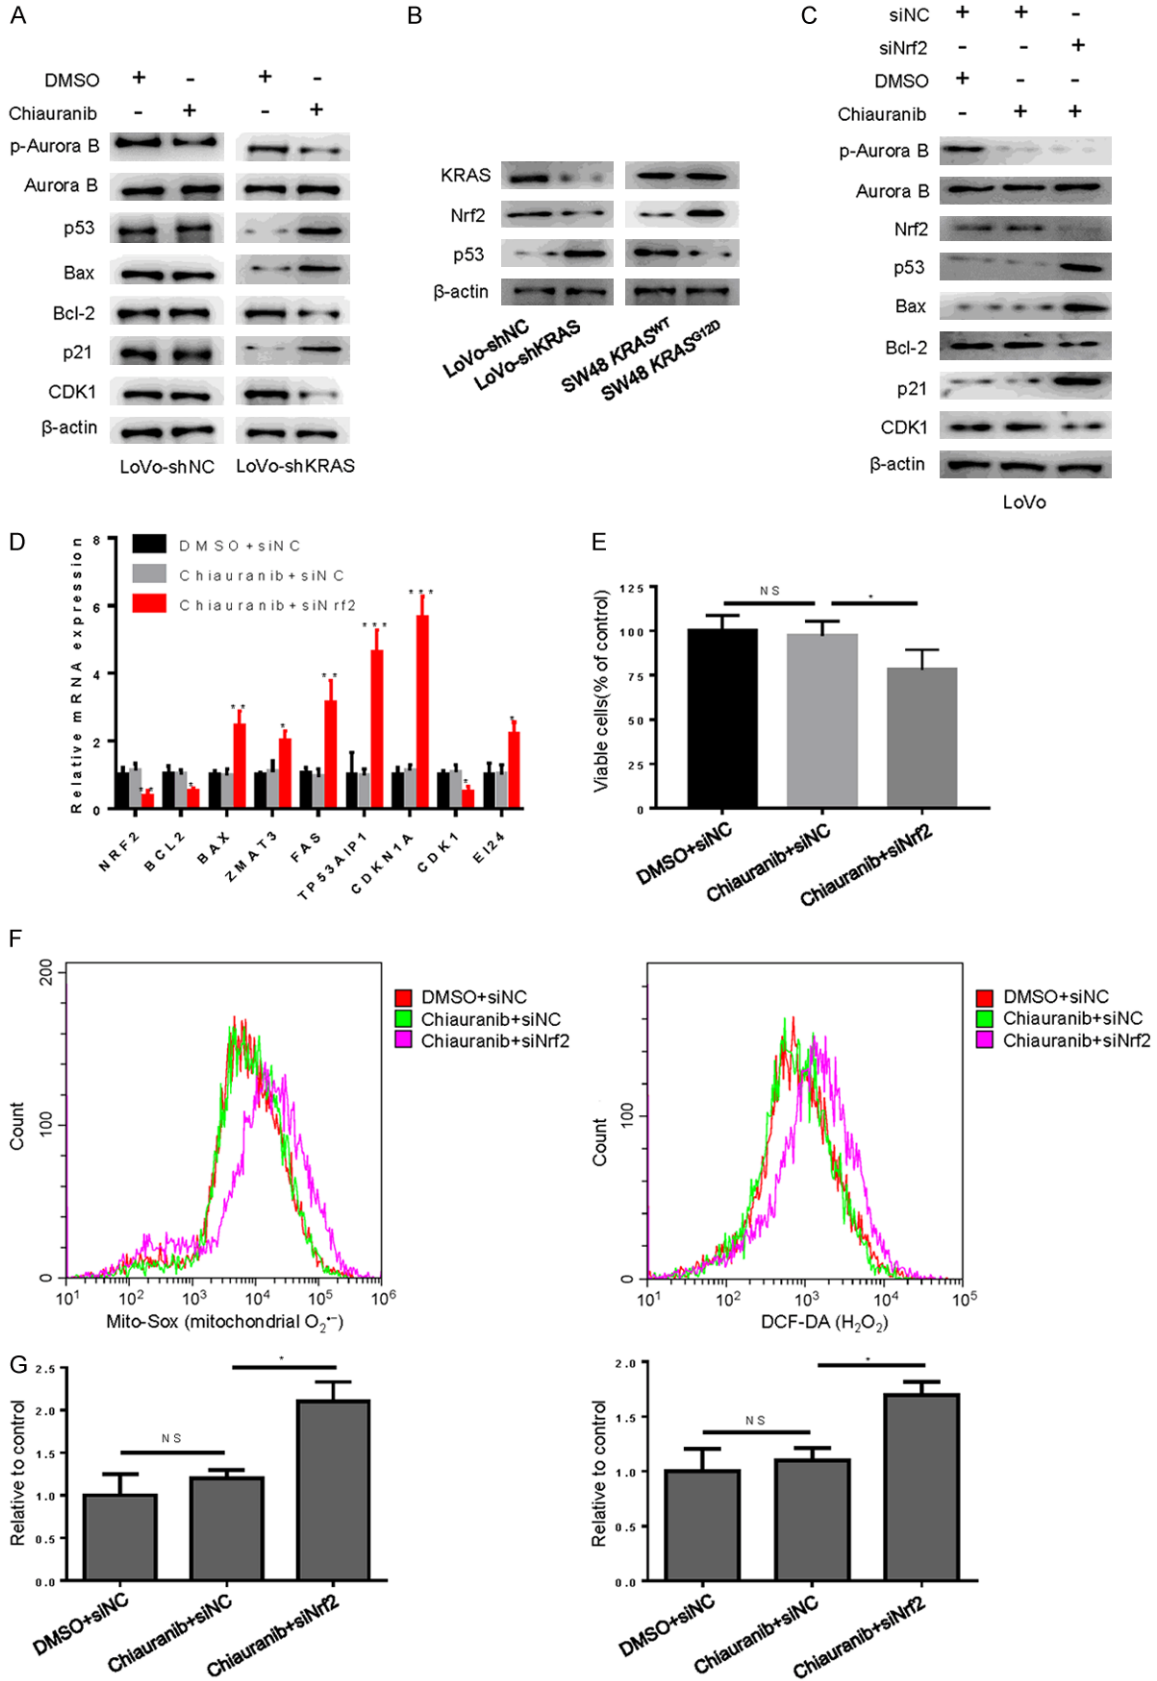 A
DMSO + - + -
Chiauranib - + - +
p-Aurora B
Aurora B
p53
Bax
Bcl-2
p21
CDK1
β-actin
LoVo-shNC LoVo-shKRAS
B
KRAS
Nrf2
p53
β-actin
LoVo-shNC
LoVo-shKRAS
SW48 KRASWT
SW48 KRASG12D
C
siNC + + -
siNrf2 - - +
DMSO + - -
Chiauranib - + +
p-Aurora B
Aurora B
Nrf2
p53
Bax
Bcl-2
p21
CDK1
β-actin
LoVo
D
Relative mRNA expression
8
6
4
2
0
DMSO+siNC
Chiauranib+siNC
Chiauranib+siNrf2
** * ** * ** *** *** * *
NRF2
BCL2
BAX
ZMAT3
FAS
TP53AIP1
CDKN1A
CDK1
EI24
E
Viable cells(% of control)
125
100
75
50
25
0
NS *
DMSO+siNC
Chiauranib+siNC
Chiauranib+siNrf2
F
Count
200
100
0
10¹ 10² 10³ 10⁴ 10⁵ 10⁶
Mito-Sox (mitochondrial O₂•−)
DMSO+siNC
Chiauranib+siNC
Chiauranib+siNrf2
Count
100
0
10¹ 10² 10³ 10⁴ 10⁵
DCF-DA (H₂O₂)
DMSO+siNC
Chiauranib+siNC
Chiauranib+siNrf2
G
Relative to control
2.5
2.0
1.5
1.0
0.5
0.0
NS *
DMSO+siNC
Chiauranib+siNC
Chiauranib+siNrf2
Relative to control
2.0
1.5
1.0
0.5
0.0
NS *
DMSO+siNC
Chiauranib+siNC
Chiauranib+siNrf2